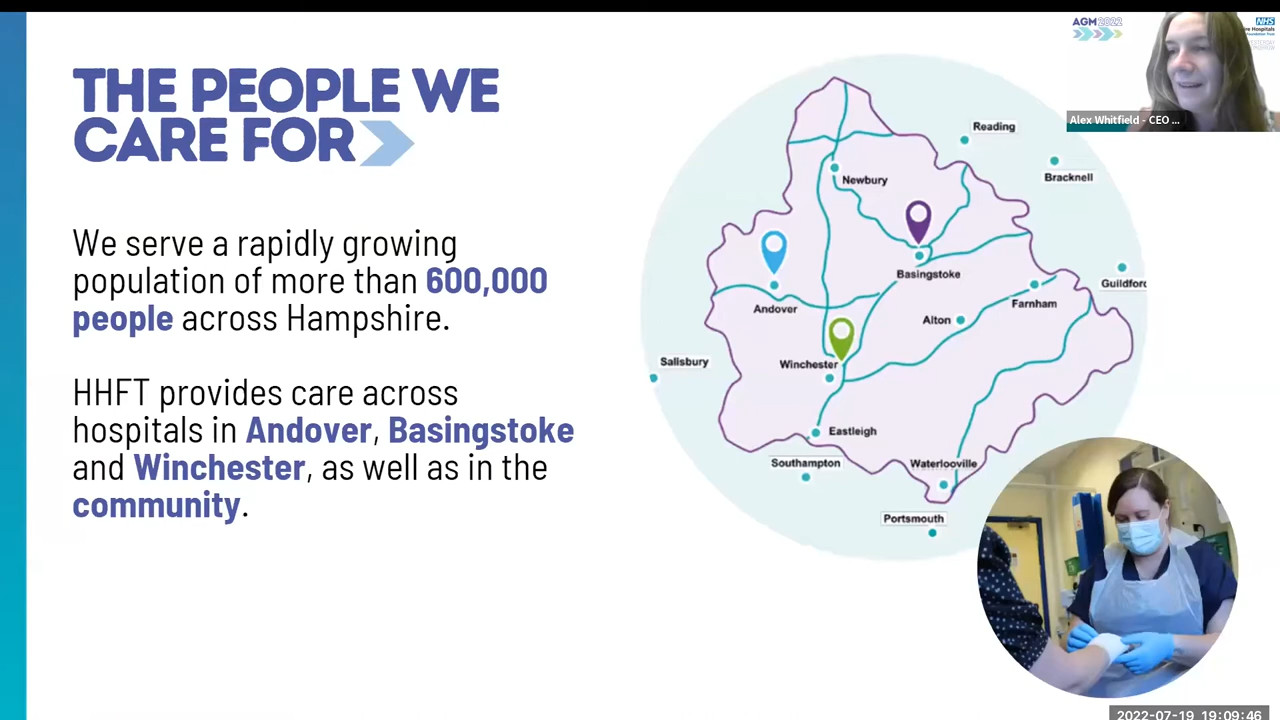 THE PEOPLE WE
CARE FOR
We serve a rapidly growing
population of more than 600,000
people across Hampshire.
HHFT provides care across
hospitals in Andover, Basingstoke
and Winchester, as well as in the
community.
Reading
Bracknell
Newbury
Basingstoke
Guildford
Andover
Farnham
Alton
Salisbury
Winchester
Eastleigh
Southampton
Waterlooville
Portsmouth
AGM2022
NHS
Hospitals
Alex Whitfield - CEO ...
2022-07-19 19:09:46